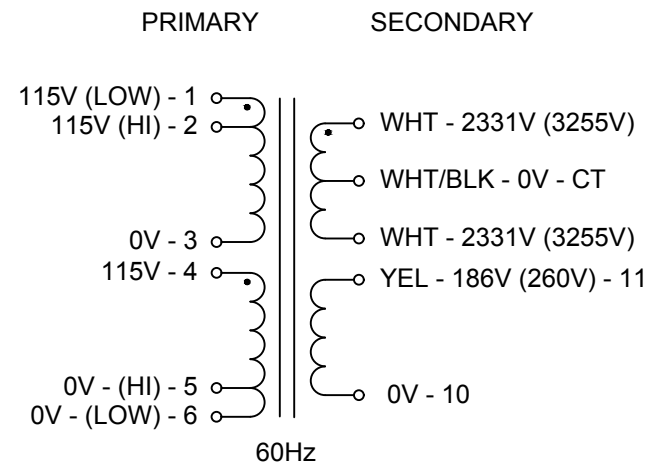 PRIMARY
SECONDARY
115V (LOW) - 1
115V (HI) - 2
0V - 3
115V - 4
0V - (HI) - 5
0V - (LOW) - 6
WHT - 2331V (3255V)
WHT/BLK - 0V - CT
WHT - 2331V (3255V)
YEL - 186V (260V) - 11
0V - 10
60Hz